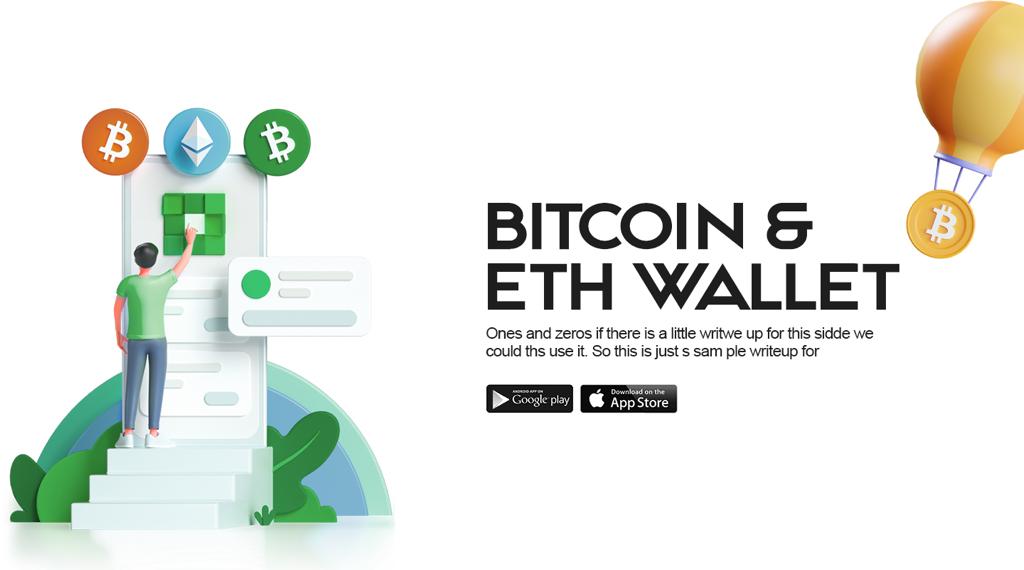 BITCOIN &
ETH WALLET
Ones and zeros if there is a little writwe up for this sidde we
could ths use it. So this is just s sam ple writeup for
ANDROID APP ON
Google play
Download on the
App Store